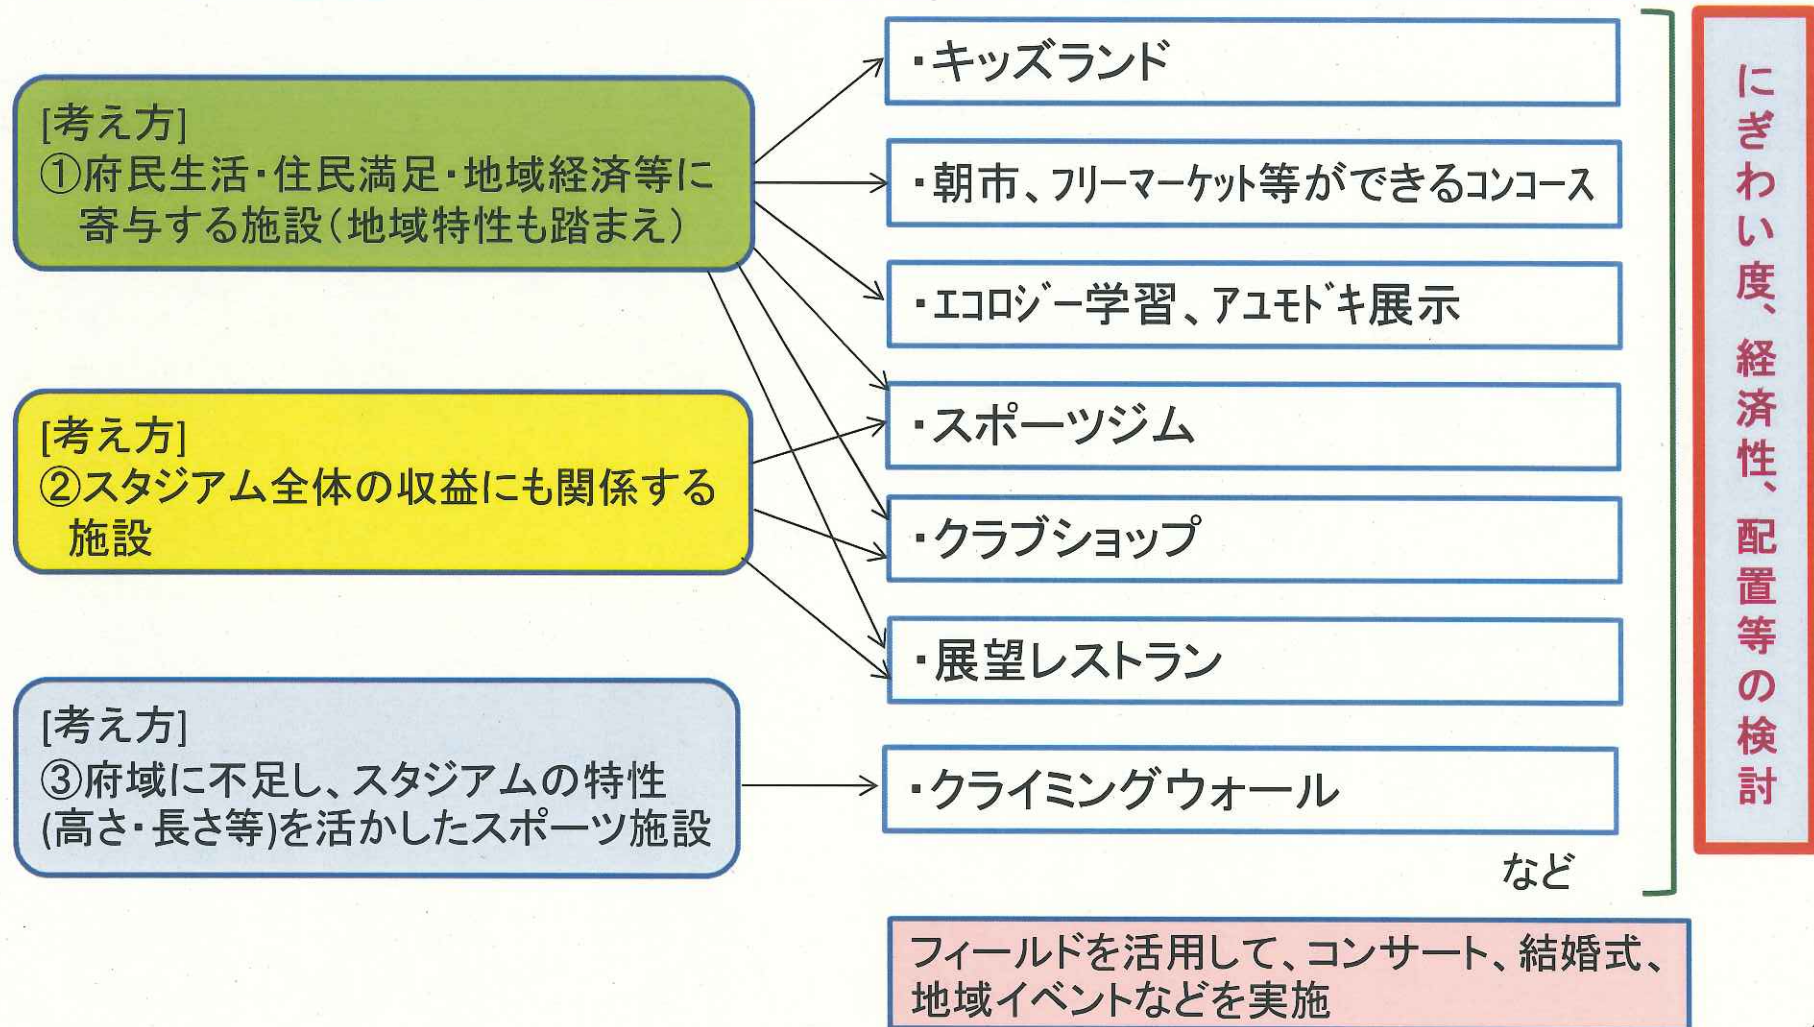 [考え方]
①府民生活・住民満足・地域経済等に
寄与する施設(地域特性も踏まえ)
[考え方]
②スタジアム全体の収益にも関係する
施設
[考え方]
③府域に不足し、スタジアムの特性
(高さ・長さ等)を活かしたスポーツ施設
・キッズランド
・朝市、フリーマーケット等ができるコンコース
・エコロジー学習、アユモドキ展示
・スポーツジム
・クラブショップ
・展望レストラン
・クライミングウォール
など
フィールドを活用して、コンサート、結婚式、
地域イベントなどを実施
にぎわい度、経済性、配置等の検討